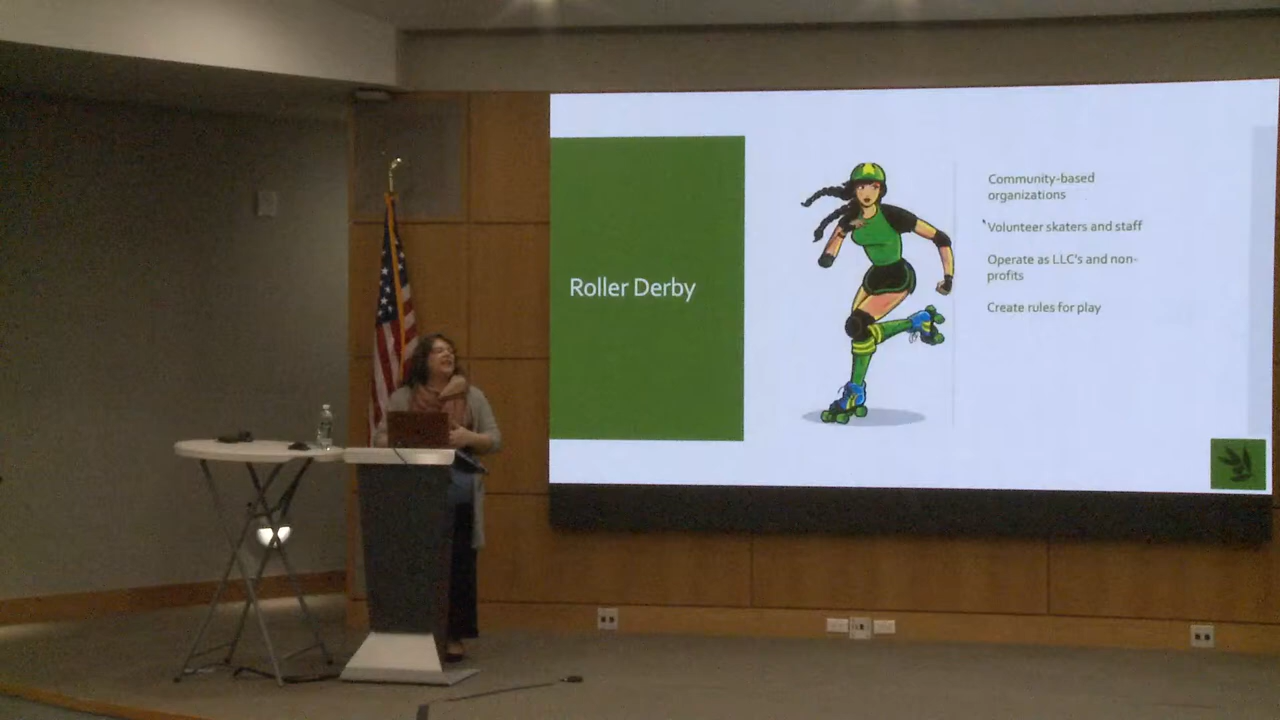 Roller Derby
Community-based
organizations
Volunteer skaters and staff
Operate as LLC's and non-
profits
Create rules for play